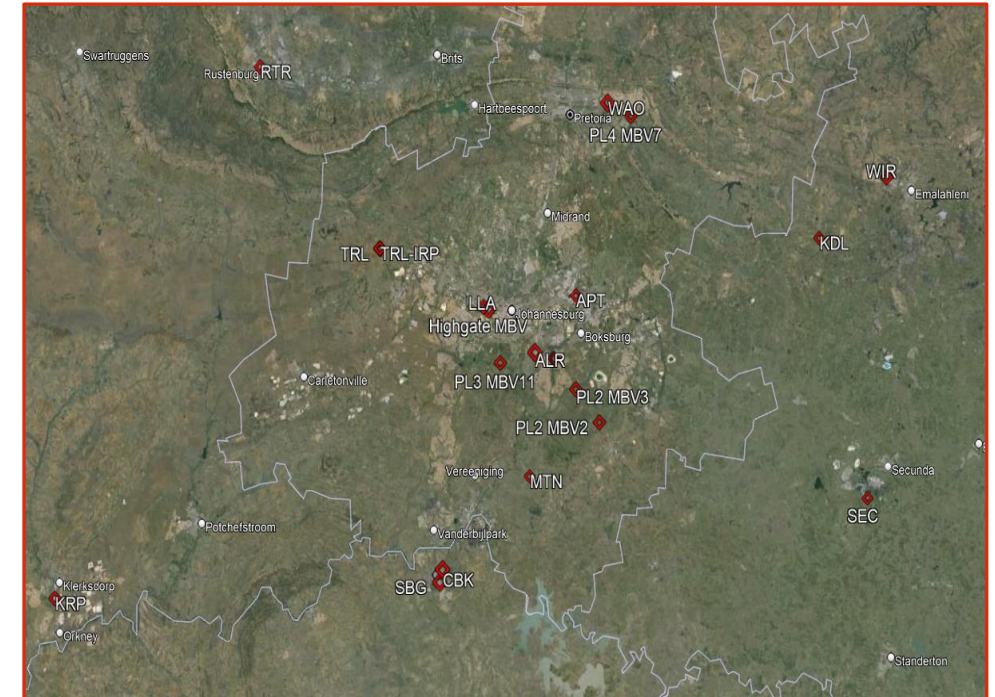 Swartruggens
Brits
Rustenburg RTR
Hartbeespoort
WAO
Pretoria
PL4 MBV7
WIR
Emalahleni
Midrand
KDL
TRL TRL-IRP
LLA
APT
Johannesburg
Highgate MBV
Boksburg
ALR
Carletonville
PL3 MBV11
PL2 MBV3
PL2 MBV2
Vereeniging
Secunda
MTN
SEC
Potchefstroom
Vanderbijlpark
CBK
SBG
Klerksdorp
KRP
Orkney
Standerton